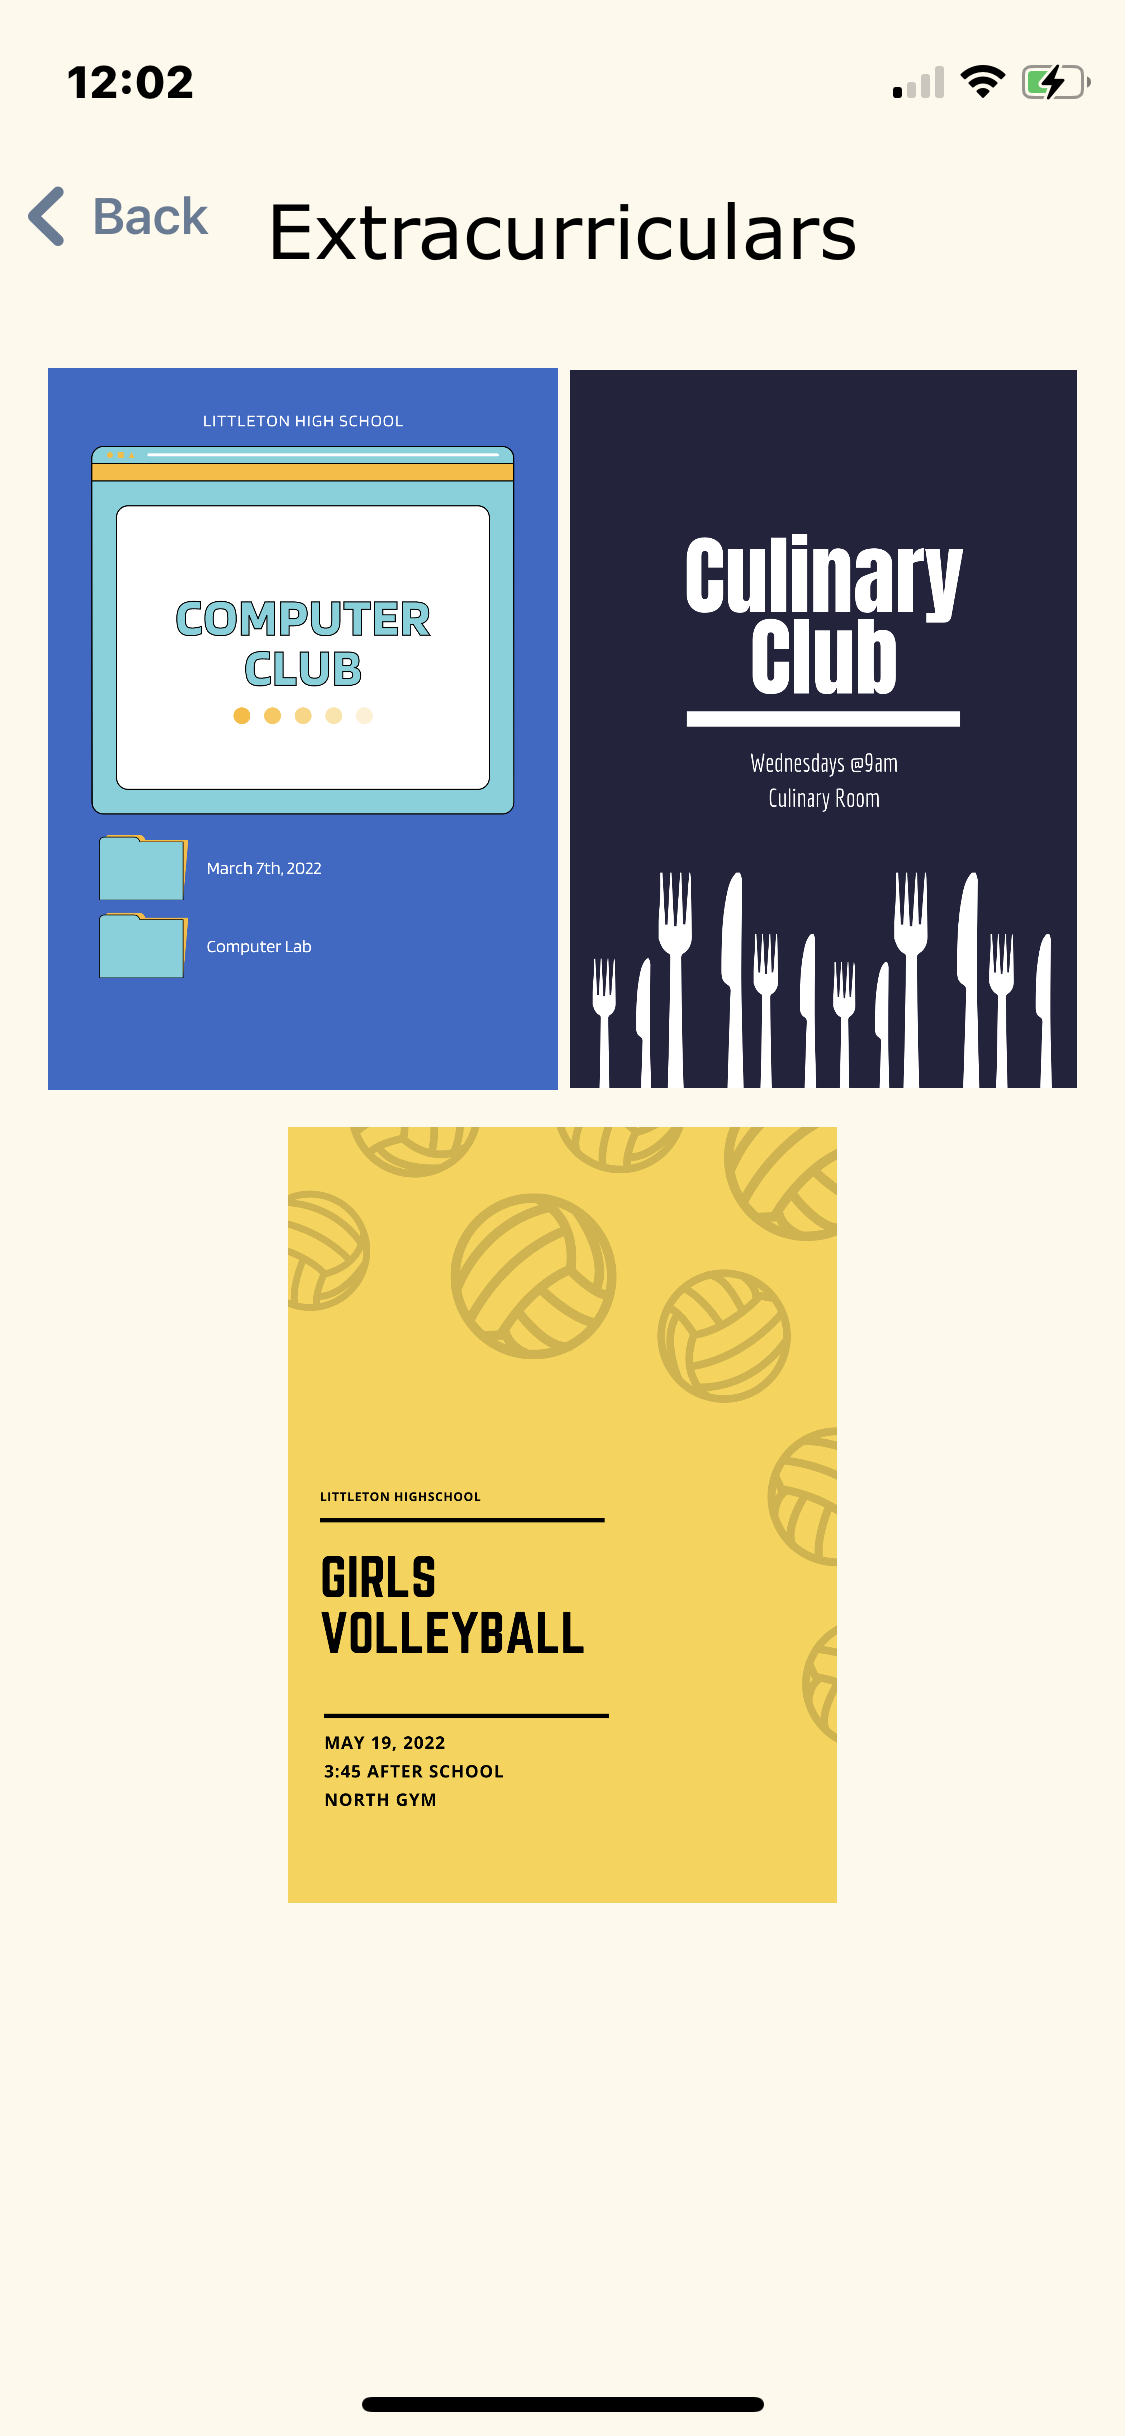 12:02
Back
Extracurriculars
LITTLETON HIGH SCHOOL
COMPUTER
CLUB
March 7th, 2022
Computer Lab
Culinary
Club
Wednesdays @9am
Culinary Room
LITTLETON HIGHSCHOOL
GIRLS
VOLLEYBALL
MAY 19, 2022
3:45 AFTER SCHOOL
NORTH GYM